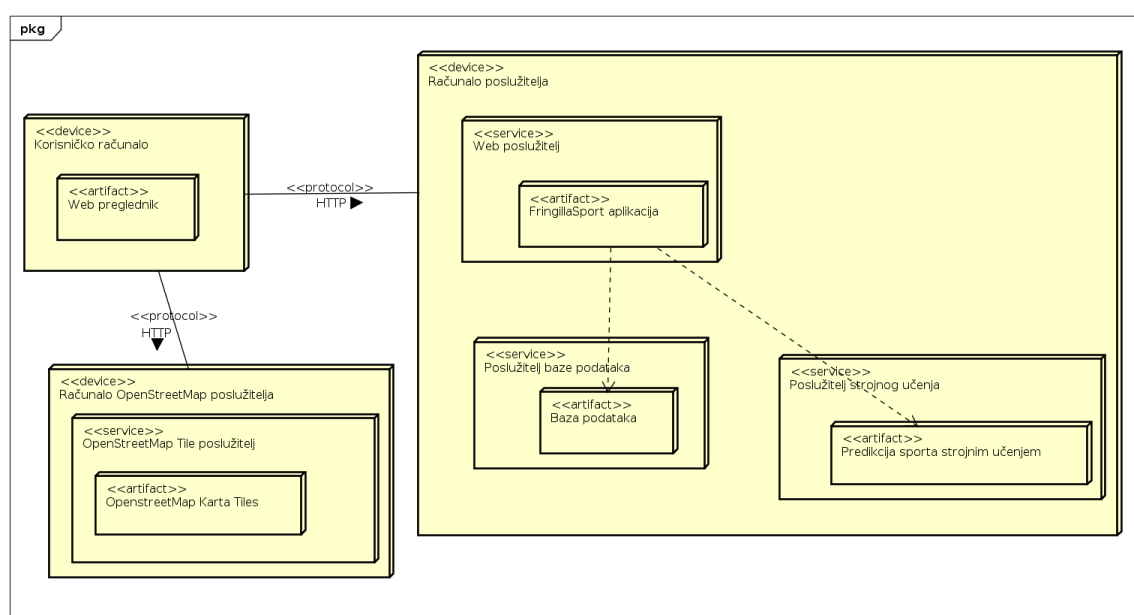 pkg
<<device>>
Korisničko računalo
<<artifact>>
Web preglednik
<<protocol>>
HTTP
<<device>>
Računalo poslužitelja
<<service>>
Web poslužitelj
<<artifact>>
FringillaSport aplikacija
<<service>>
Poslužitelj baze podataka
<<artifact>>
Baza podataka
<<service>>
Poslužitelj strojnog učenja
<<artifact>>
Predikcija sporta strojnim učenjem
<<protocol>>
HTTP
<<device>>
Računalo OpenStreetMap poslužitelja
<<service>>
OpenStreetMap Tile poslužitelj
<<artifact>>
OpenstreetMap Karta Tiles